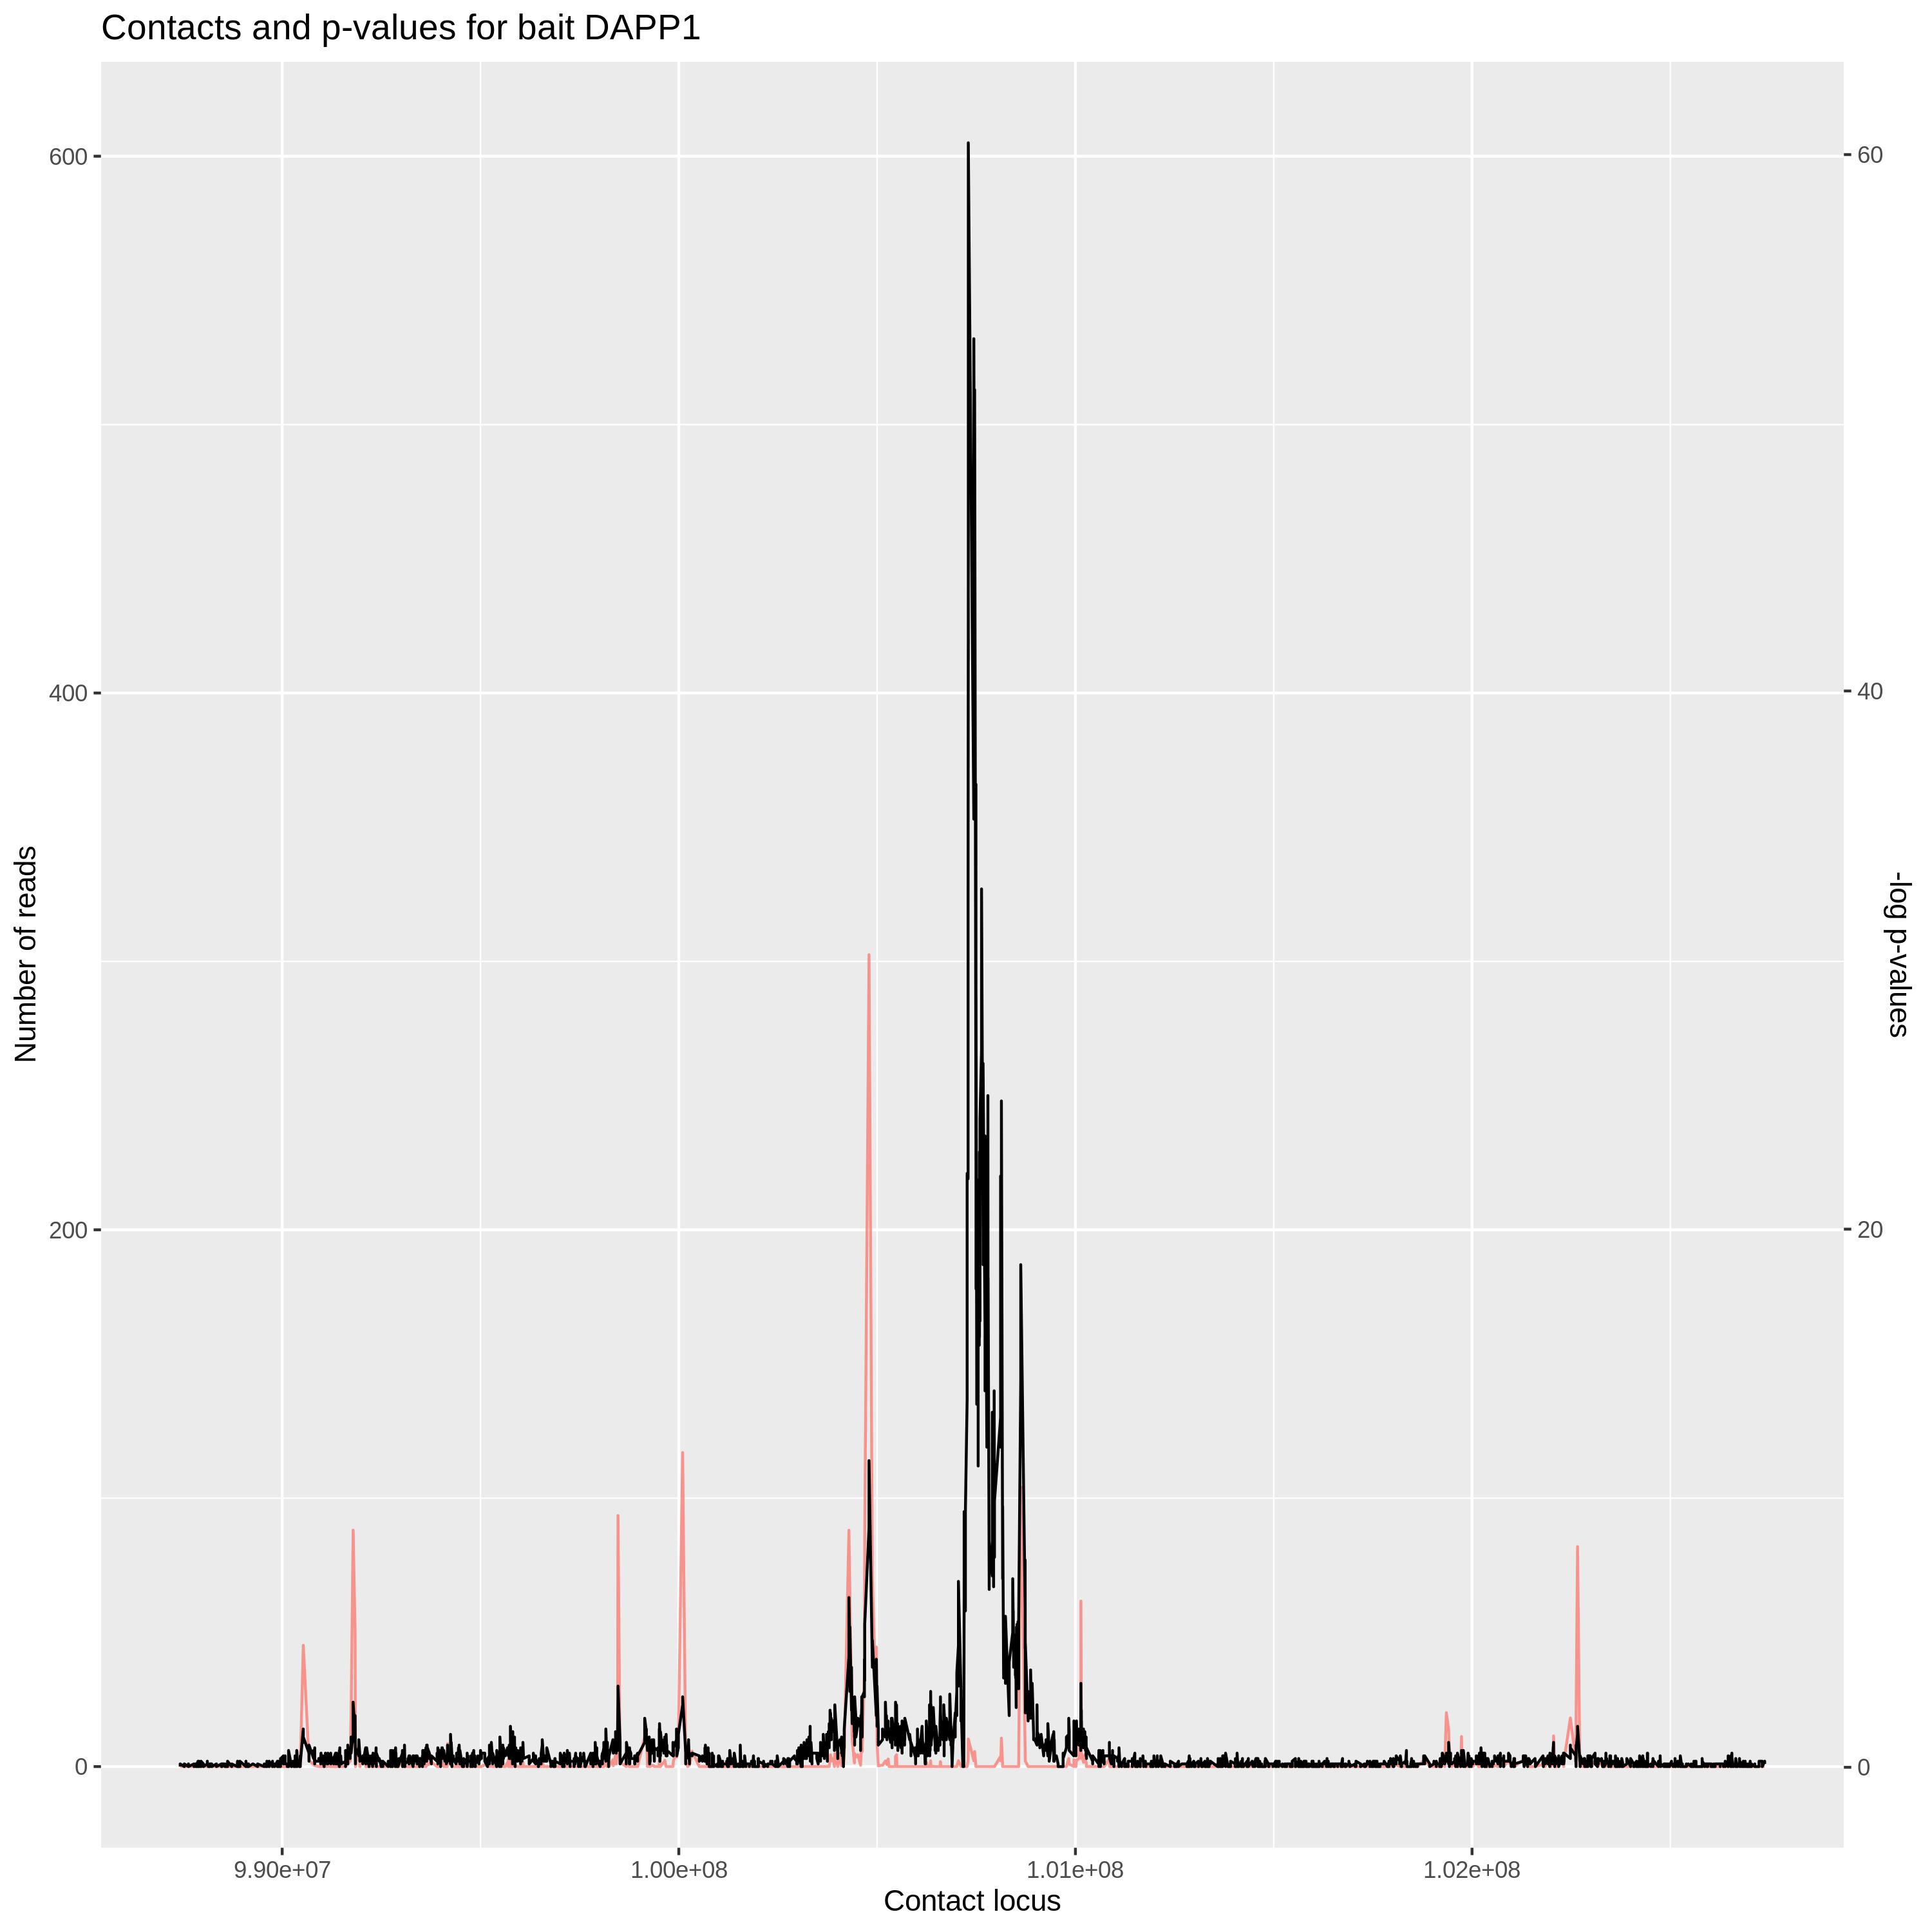 Contacts and p-values for bait DAPP1
600
400
200
0
Number of reads
60
40
20
0
-log p-values
9.90e+07
1.00e+08
1.01e+08
1.02e+08
Contact locus